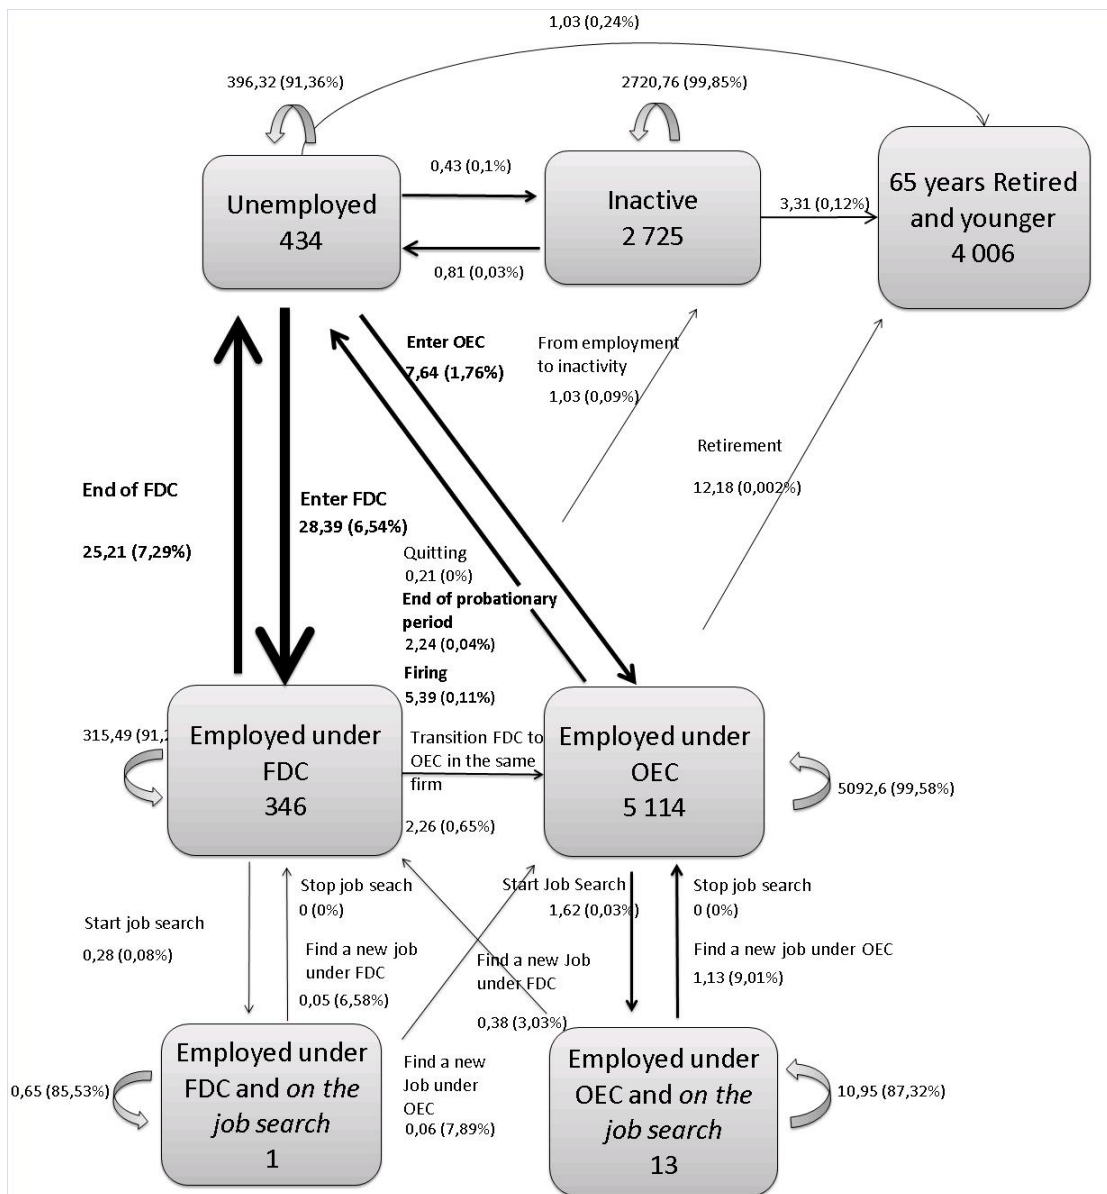 1,03 (0,24%)
396,32 (91,36%)
2720,76 (99,85%)
Unemployed
434
0,43 (0,1%)
0,81 (0,03%)
Inactive
2 725
3,31 (0,12%)
65 years Retired
and younger
4 006
Enter OEC
7,64 (1,76%)
From employment
to inactivity
1,03 (0,09%)
Retirement
12,18 (0,002%)
End of FDC
25,21 (7,29%)
Enter FDC
28,39 (6,54%)
Quitting
0,21 (0%)
End of probationary
period
2,24 (0,04%)
Firing
5,39 (0,11%)
315,49 (91,
Employed under
FDC
346
Transition FDC to
OEC in the same
firm
2,26 (0,65%)
Employed under
OEC
5 114
5092,6 (99,58%)
Start job search
0,28 (0,08%)
Stop job seach
0 (0%)
Find a new job
under FDC
0,05 (6,58%)
Start Job Search
1,62 (0,03%)
Find a new Job
under FDC
0,38 (3,03%)
Stop job search
0 (0%)
Find a new job under OEC
1,13 (9,01%)
0,65 (85,53%)
Employed under
FDC and on the
job search
1
Find a new
Job under
OEC
0,06 (7,89%)
Employed under
OEC and on the
job search
13
10,95 (87,32%)